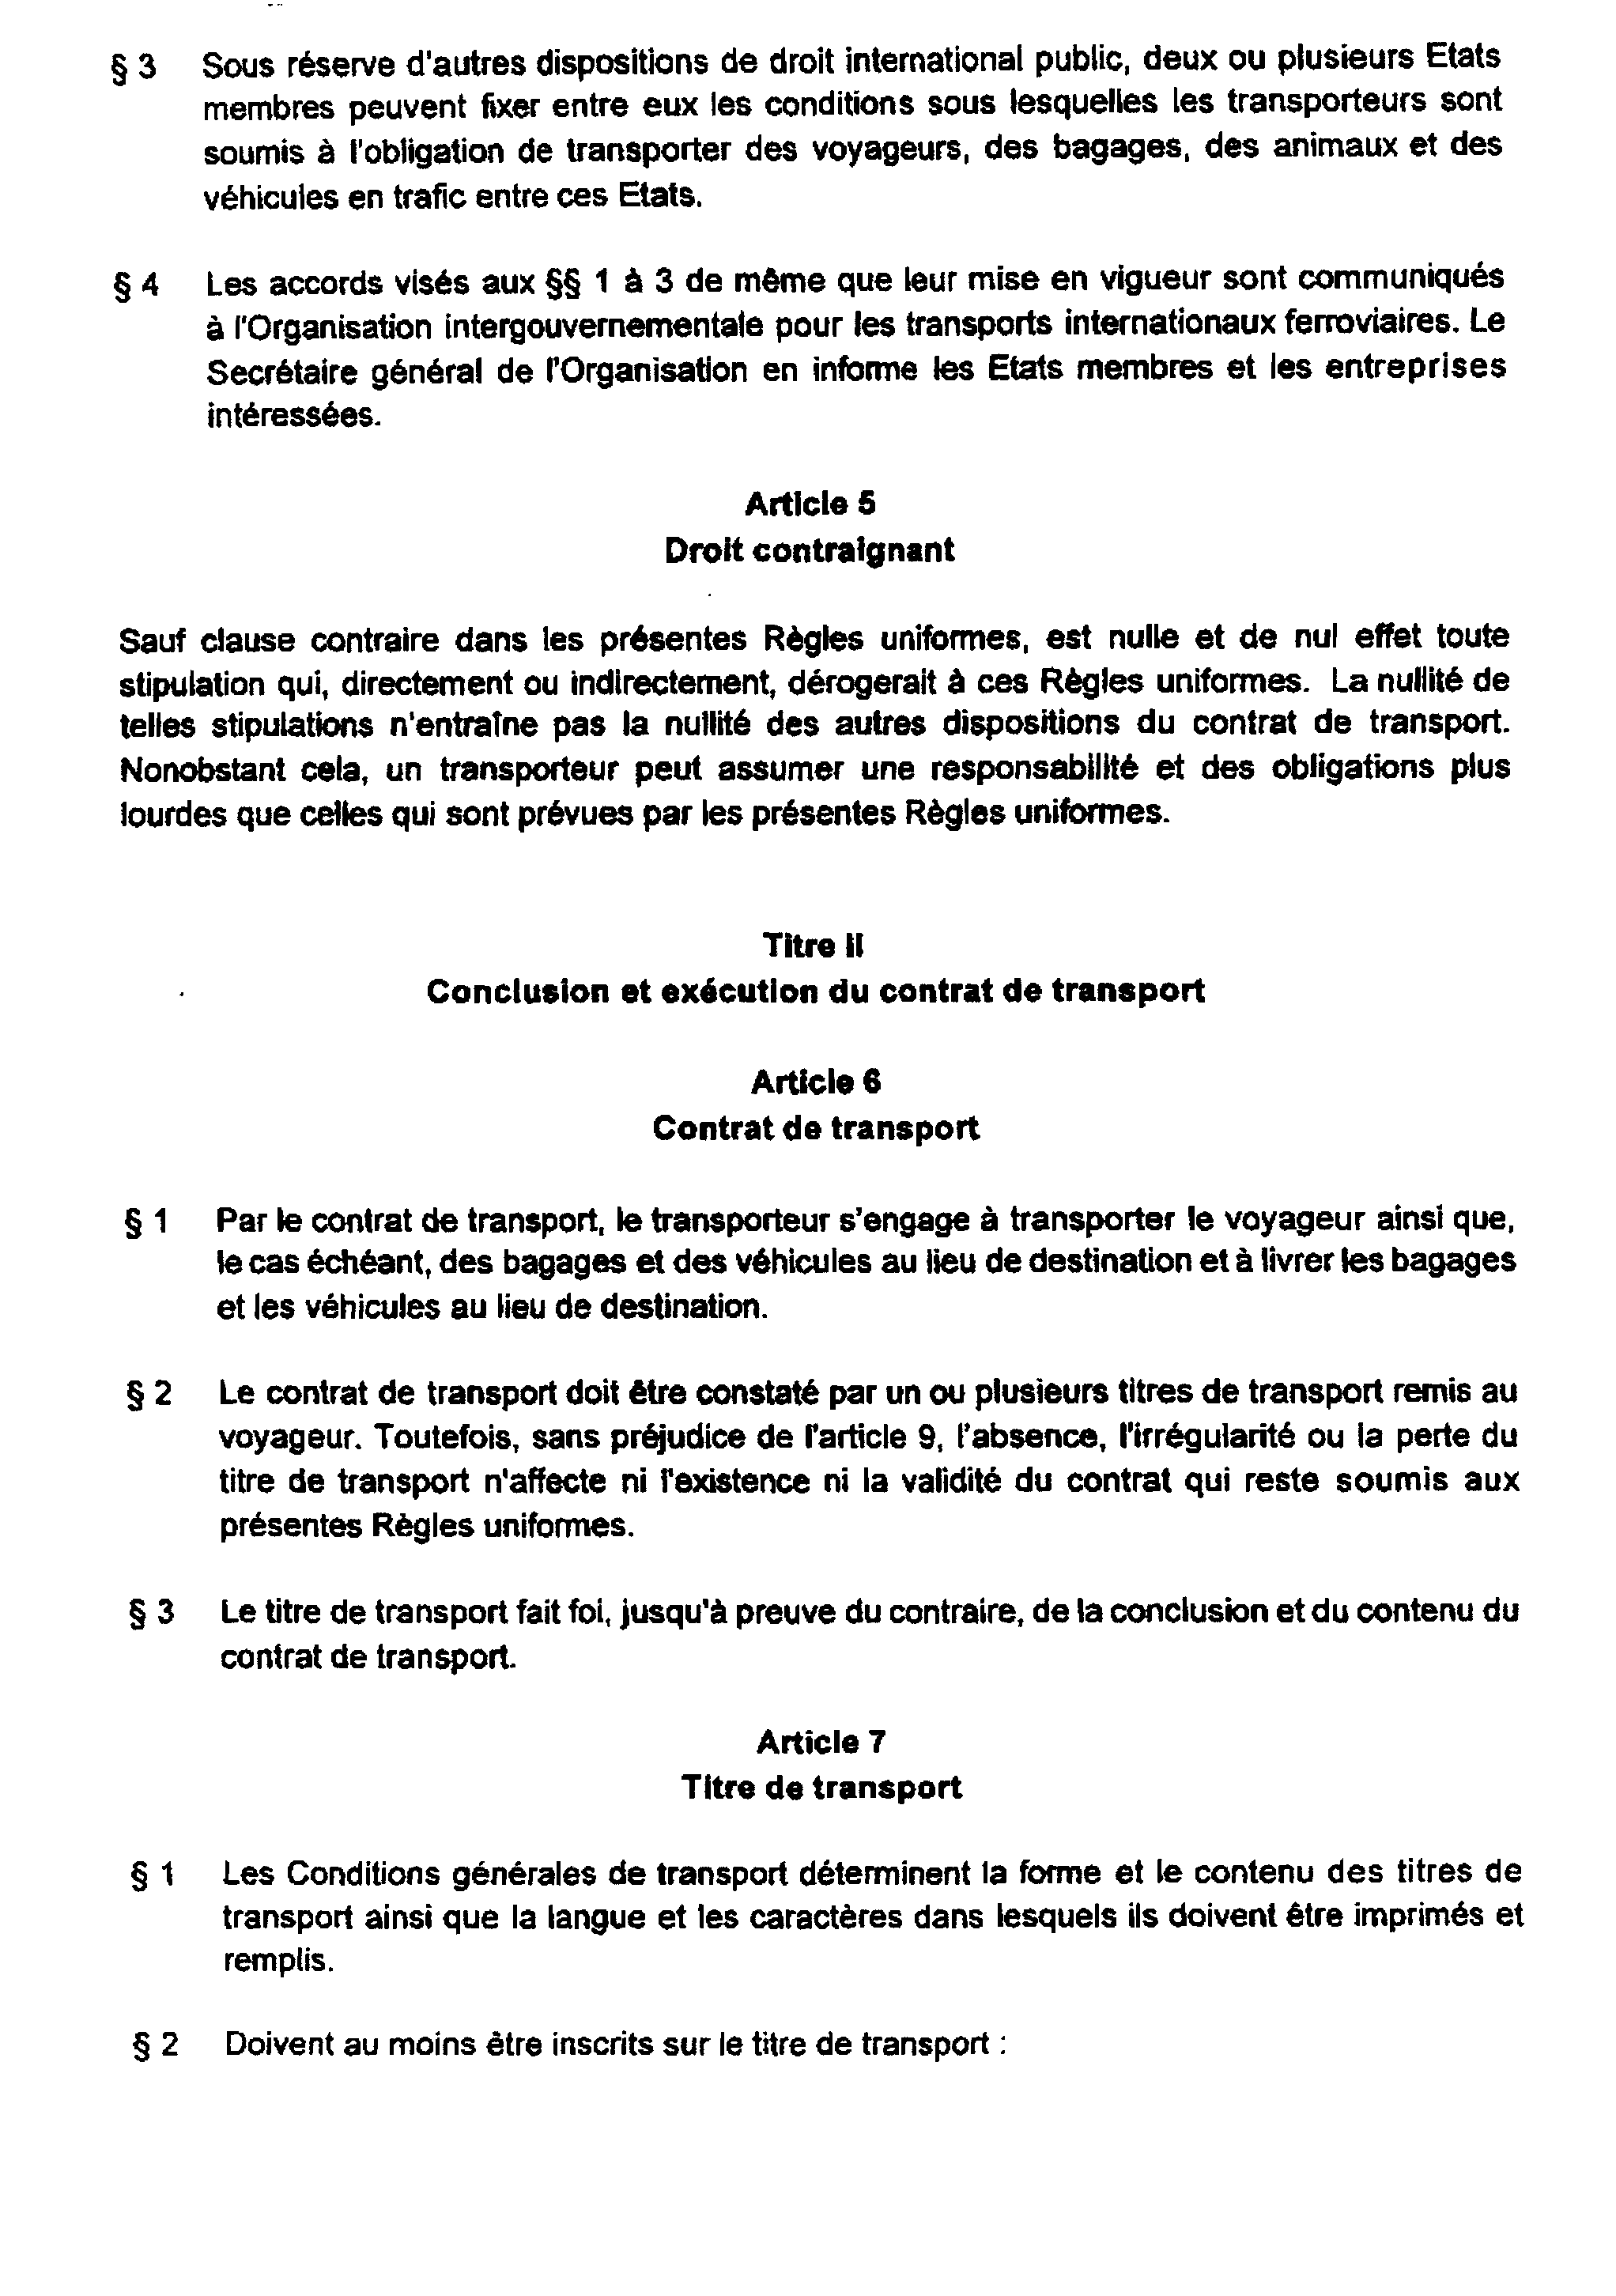 § 3 Sous réserve d'autres dispositions de droit international public, deux ou plusieurs Etats
membres peuvent fixer entre eux les conditions sous lesquelles les transporteurs sont
soumis à l'obligation de transporter des voyageurs, des bagages, des animaux et des
véhicules en trafic entre ces Etats.
§ 4 Les accords visés aux §§ 1 à 3 de même que leur mise en vigueur sont communiqués
à l'Organisation intergouvernementale pour les transports internationaux ferroviaires. Le
Secrétaire général de l'Organisation en informe les Etats membres et les entreprises
intéressées.
Article 5
Droit contraignant
Sauf clause contraire dans les présentes Règles uniformes, est nulle et de nul effet toute
stipulation qui, directement ou indirectement, dérogerait à ces Règles uniformes. La nullité de
telles stipulations n'entraîne pas la nullité des autres dispositions du contrat de transport.
Nonobstant cela, un transporteur peut assumer une responsabilité et des obligations plus
lourdes que celles qui sont prévues par les présentes Règles uniformes.
Titre II
Conclusion et exécution du contrat de transport
Article 6
Contrat de transport
§ 1 Par le contrat de transport, le transporteur s'engage à transporter le voyageur ainsi que,
le cas échéant, des bagages et des véhicules au lieu de destination et à livrer les bagages
et les véhicules au lieu de destination.
§ 2 Le contrat de transport doit être constaté par un ou plusieurs titres de transport remis au
voyageur. Toutefois, sans préjudice de l'article 9, l'absence, l'irrégularité ou la perte du
titre de transport n'affecte ni l'existence ni la validité du contrat qui reste soumis aux
présentes Règles uniformes.
§ 3 Le titre de transport fait foi, jusqu'à preuve du contraire, de la conclusion et du contenu du
contrat de transport.
Article 7
Titre de transport
§ 1 Les Conditions générales de transport déterminent la forme et le contenu des titres de
transport ainsi que la langue et les caractères dans lesquels ils doivent être imprimés et
remplis.
§ 2 Doivent au moins être inscrits sur le titre de transport :